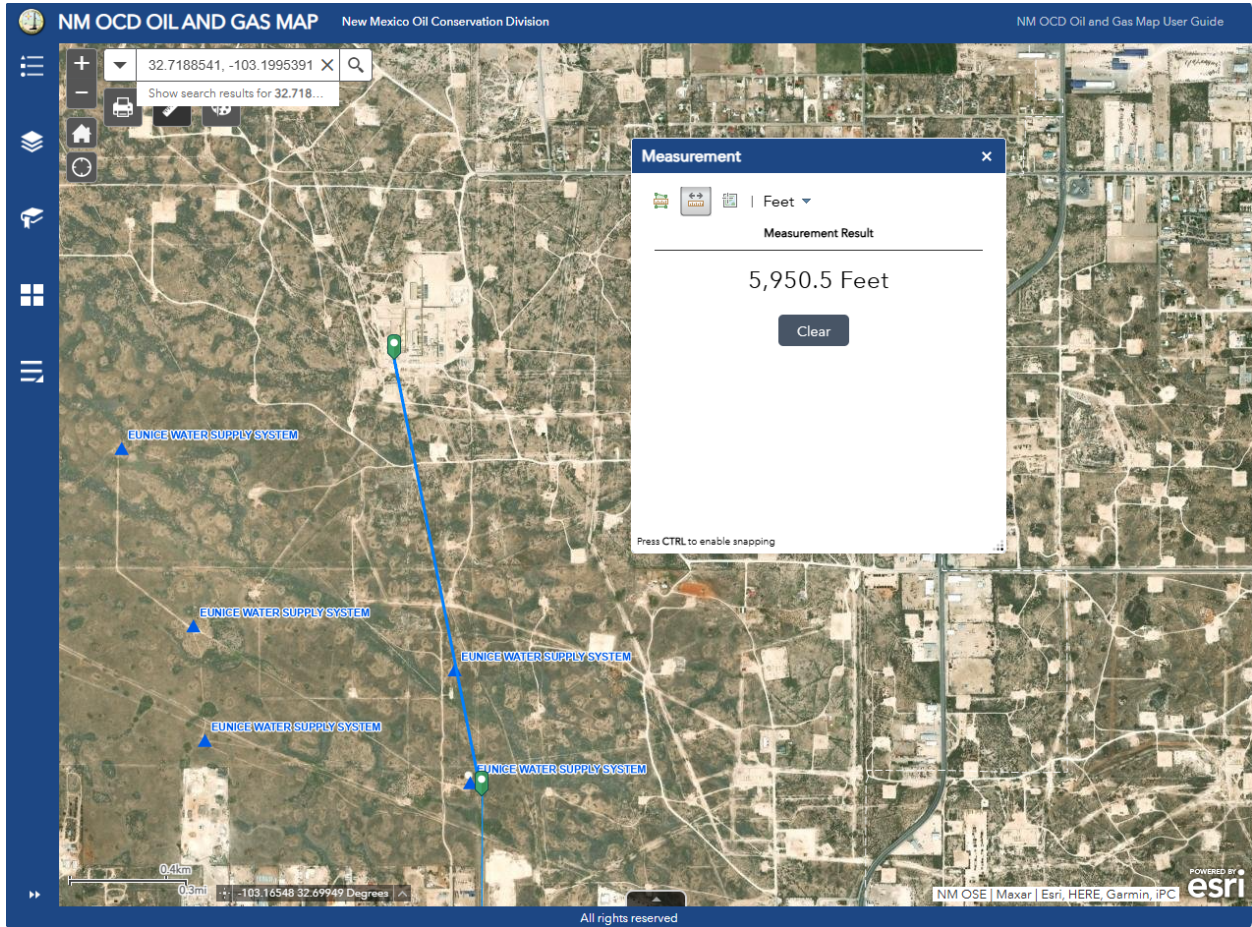 NM OCD OIL AND GAS MAP New Mexico Oil Conservation Division NM OCD Oil and Gas Map User Guide
+
32.7188541, -103.1995391
−
Show search results for 32.718...
Measurement
Feet
Measurement Result
5,950.5 Feet
Clear
Press CTRL to enable snapping
EUNICE WATER SUPPLY SYSTEM
EUNICE WATER SUPPLY SYSTEM
EUNICE WATER SUPPLY SYSTEM
EUNICE WATER SUPPLY SYSTEM
EUNICE WATER SUPPLY SYSTEM
0.4km
0.3mi
-103.16548 32.69949 Degrees
NM OSE | Maxar | Esri, HERE, Garmin, iPC
POWERED BY
esri
All rights reserved